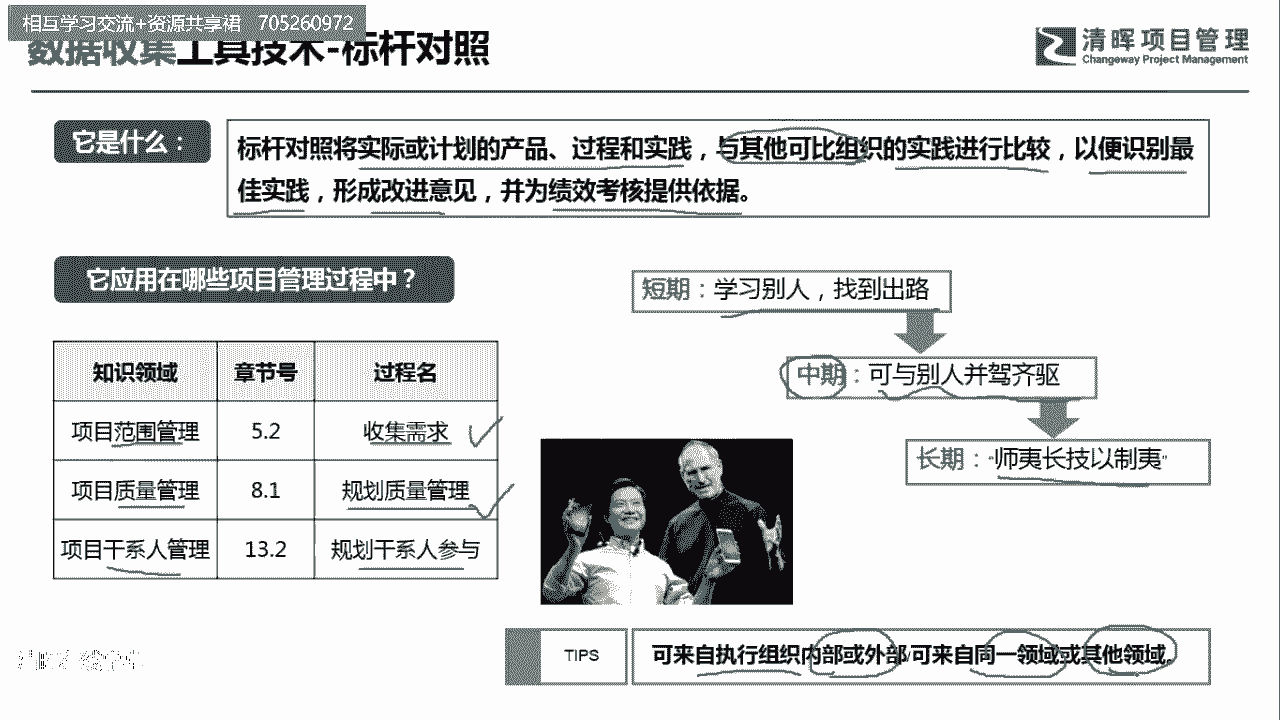 相互学习交流+资源共享裙 705260972
数据收集工具技术-标杆对照
清晖项目管理
Changeway Project Management
它是什么：
标杆对照将实际或计划的产品、过程和实践，与其他可比组织的实践进行比较，以便识别最
佳实践，形成改进意见，并为绩效考核提供依据。
它应用在哪些项目管理过程中？
知识领域 章节号 过程名
项目范围管理 5.2 收集需求
项目质量管理 8.1 规划质量管理
项目干系人管理 13.2 规划干系人参与
短期：学习别人，找到出路
中期：可与别人并驾齐驱
长期：“师夷长技以制夷”
TIPS
可来自执行组织内部或外部/可来自同一领域或其他领域。